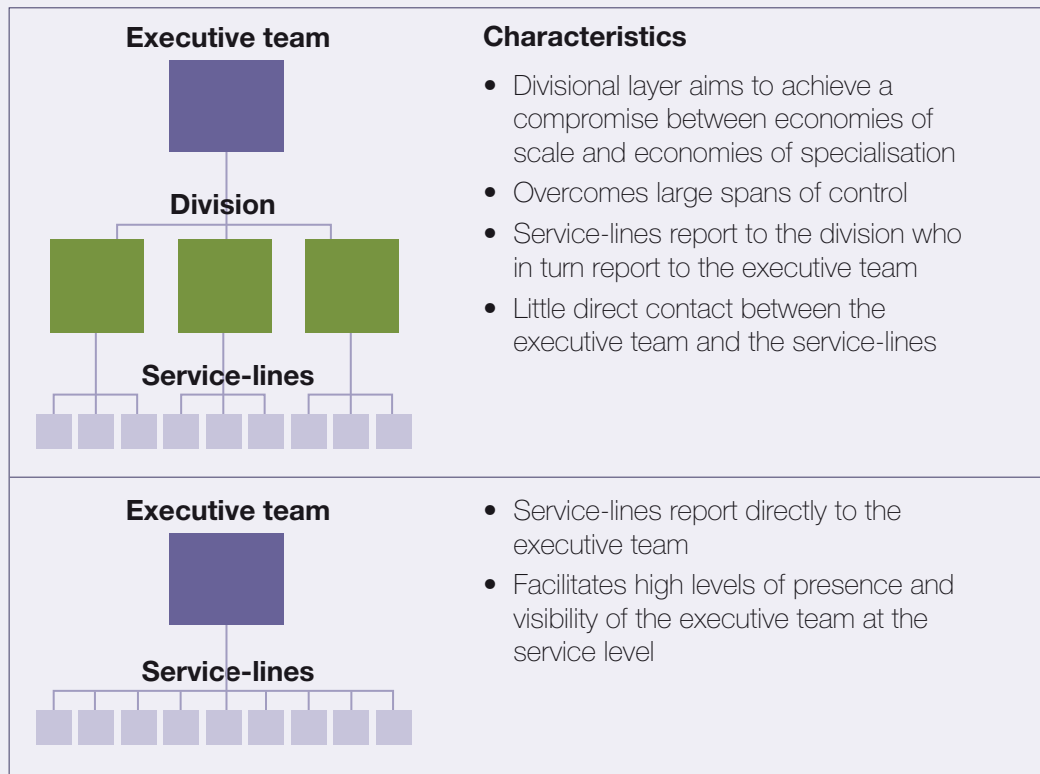 Executive team
Division
Service-lines
Characteristics
• Divisional layer aims to achieve a
compromise between economies of
scale and economies of specialisation
• Overcomes large spans of control
• Service-lines report to the division who
in turn report to the executive team
• Little direct contact between the
executive team and the service-lines
Executive team
Service-lines
• Service-lines report directly to the
executive team
• Facilitates high levels of presence and
visibility of the executive team at the
service level